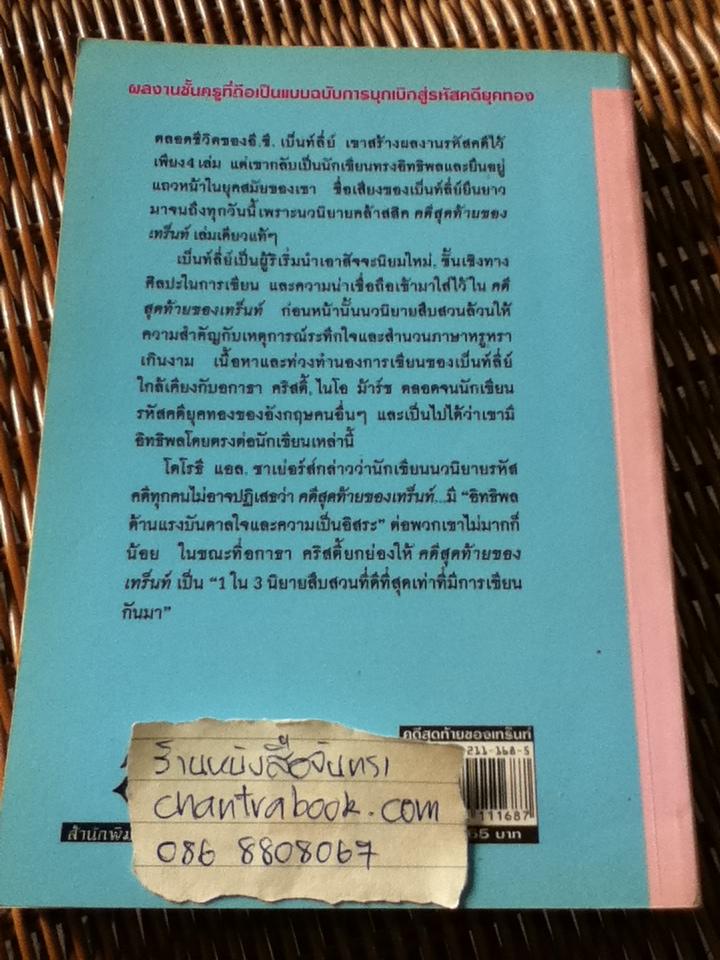 ผลงานชั้นครูที่ถือเป็นแบบฉบับการบุกเบิกสู่รหัสคดียุคทอง
ตลอดชีวิตของอี.ซี. เบ็นท์ลี่ย์ เขาสร้างผลงานรหัสคดีไว้
เพียง 4 เล่ม แต่เขากลับเป็นนักเขียนทรงอิทธิพลและยืนอยู่
แถวหน้าในยุคสมัยของเขา ชื่อเสียงของเบ็นท์ลี่ย์ยืนยาว
มาจนถึงทุกวันนี้ เพราะนวนิยายคล้าสสิค คดีสุดท้ายของ
เทร็นท์ เล่มเดียวแท้ๆ
เบ็นท์ลี่ย์เป็นผู้ริเริ่มนำเอาสัจจะนิยมใหม่, ชั้นเชิงทาง
ศิลปะในการเขียน และความน่าเชื่อถือเข้ามาใส่ไว้ใน คดี
สุดท้ายของเทร็นท์ ก่อนหน้านั้นนวนิยายสืบสวนล้วนให้
ความสำคัญกับเหตุการณ์ระทึกใจและสำนวนภาษาหรูหรา
เกินงาม เนื้อหาและท่วงทำนองการเขียนของเบ็นท์ลี่ย์
ใกล้เคียงกับอกาธา คริสตี้, ไนโอ ม้าร์ช ตลอดจนนักเขียน
รหัสคดียุคทองของอังกฤษคนอื่นๆ และเป็นไปได้ว่าเขามี
อิทธิพลโดยตรงต่อนักเขียนเหล่านี้
โดโรธี แอล. ซาเย่อร์ส์กล่าวว่านักเขียนนวนิยายรหัส
คดีทุกคนไม่อาจปฏิเสธว่า คดีสุดท้ายของเทร็นท์...มี "อิทธิพล
ด้านแรงบันดาลใจและความเป็นอิสระ" ต่อพวกเขาไม่มากก็
น้อย ในขณะที่อกาธา คริสตี้ยกย่องให้ คดีสุดท้ายของ
เทร็นท์ เป็น "1 ใน 3 นิยายสืบสวนที่ดีที่สุดเท่าที่มีการเขียน
กันมา"
คดีสุดท้ายของเทร็นท์
211-168-5
111687
65 บาท
สำนักพิม
ร้านหนังสือจันทรา
chantrabook.com
086 8808067